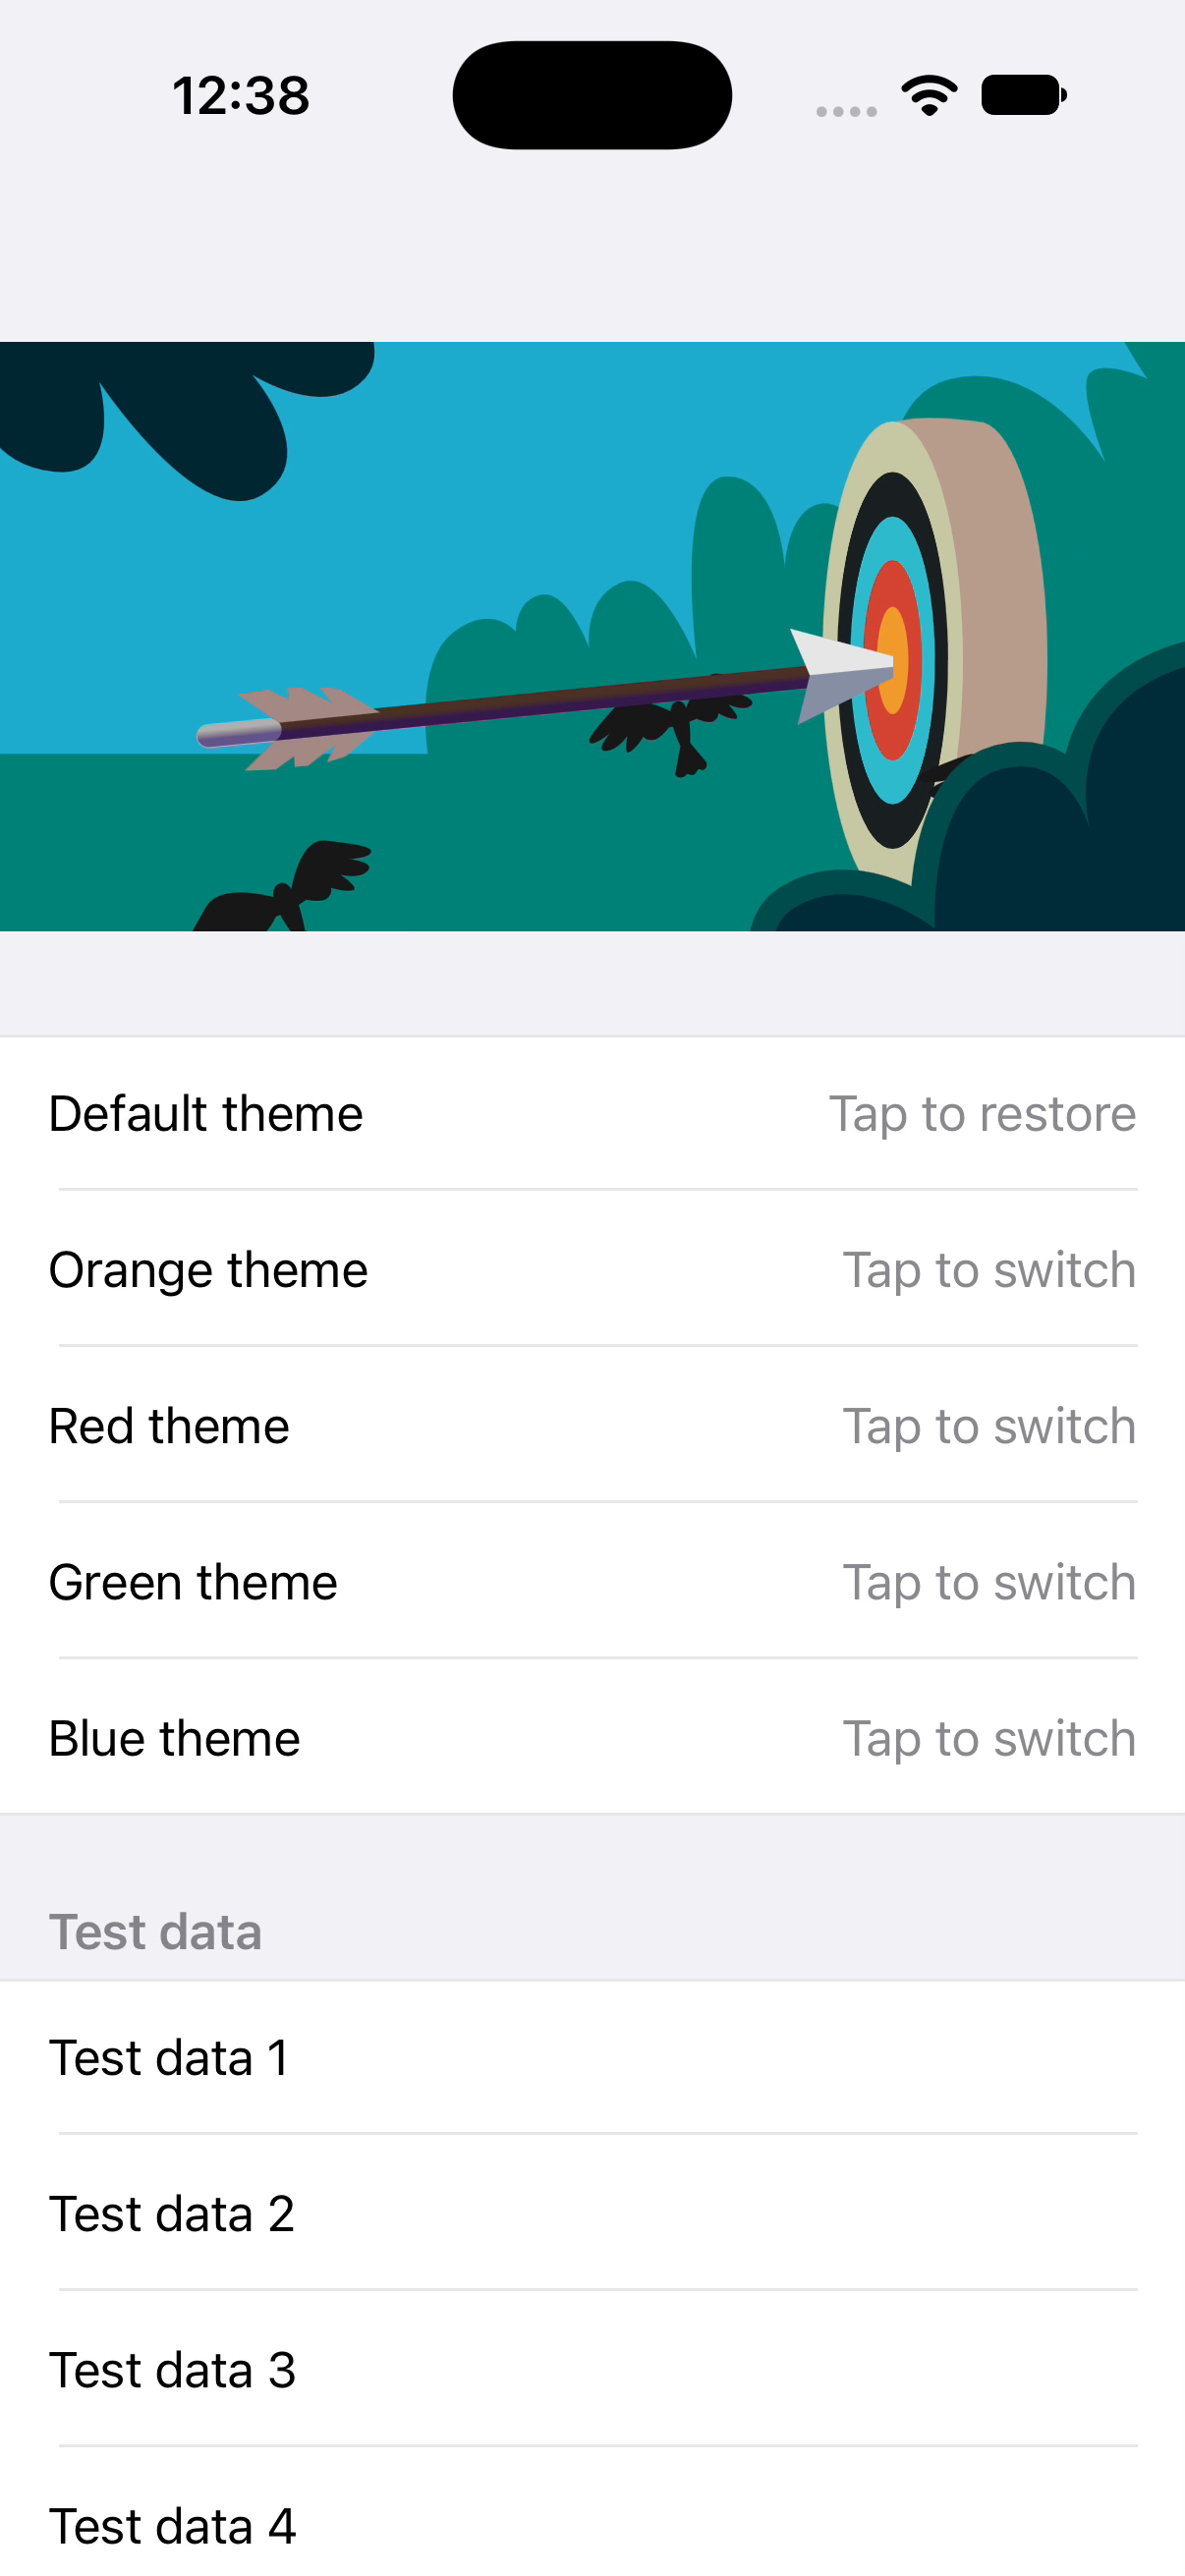 12:38
Default theme Tap to restore
Orange theme Tap to switch
Red theme Tap to switch
Green theme Tap to switch
Blue theme Tap to switch
Test data
Test data 1
Test data 2
Test data 3
Test data 4